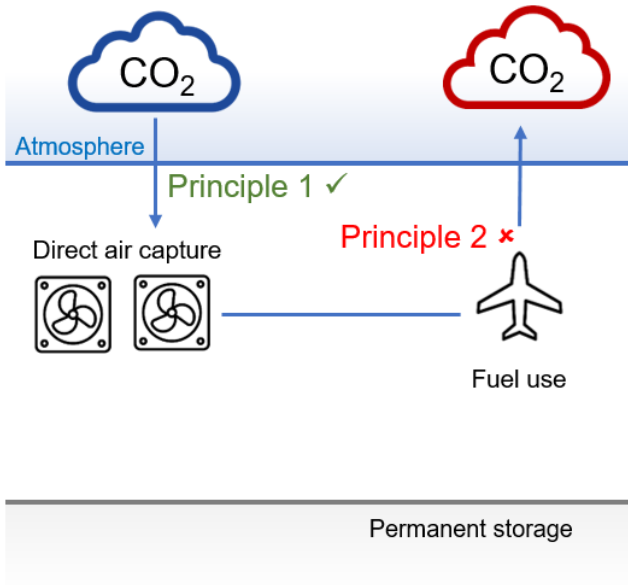 CO₂
CO₂
Atmosphere
Principle 1 ✓
Principle 2 ×
Direct air capture
Fuel use
Permanent storage